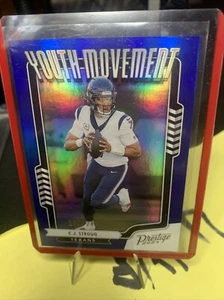 YOUTH MOVEMENT
C.J. STROUD
TEXANS
Prestige